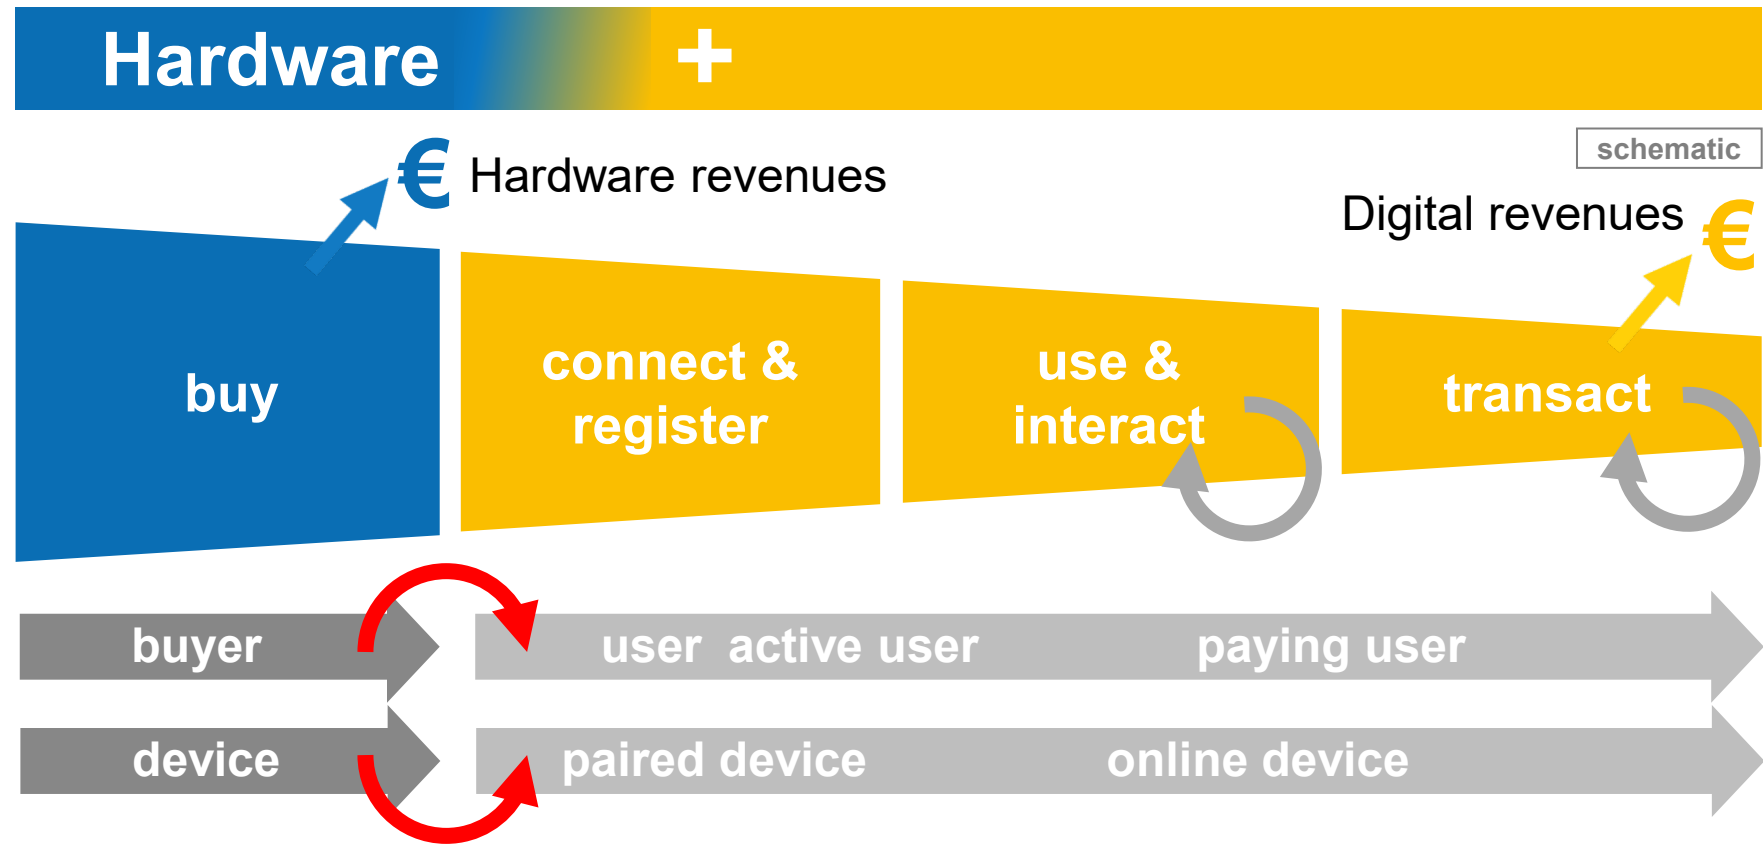 Hardware +
schematic
€ Hardware revenues
Digital revenues €
buy
connect &
register
use &
interact
transact
buyer
user active user paying user
device
paired device online device